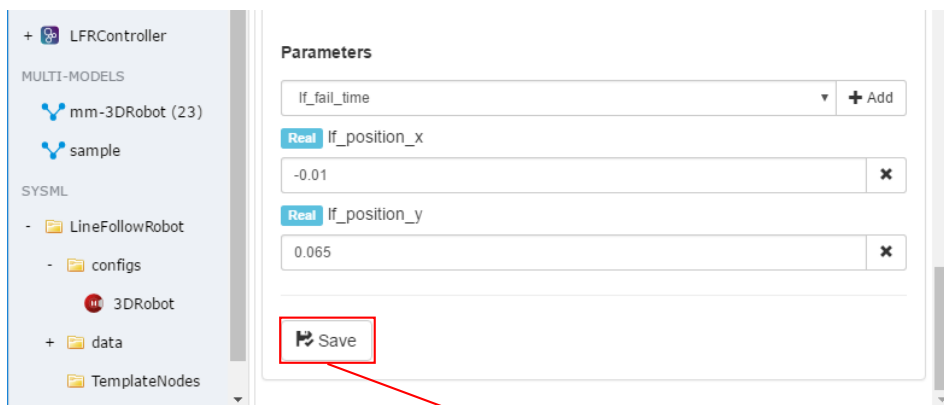 + LFRController
MULTI-MODELS
mm-3DRobot (23)
sample
SYSML
- LineFollowRobot
- configs
3DRobot
+ data
TemplateNodes
Parameters
lf_fail_time
+ Add
Real lf_position_x
-0.01
Real lf_position_y
0.065
Save